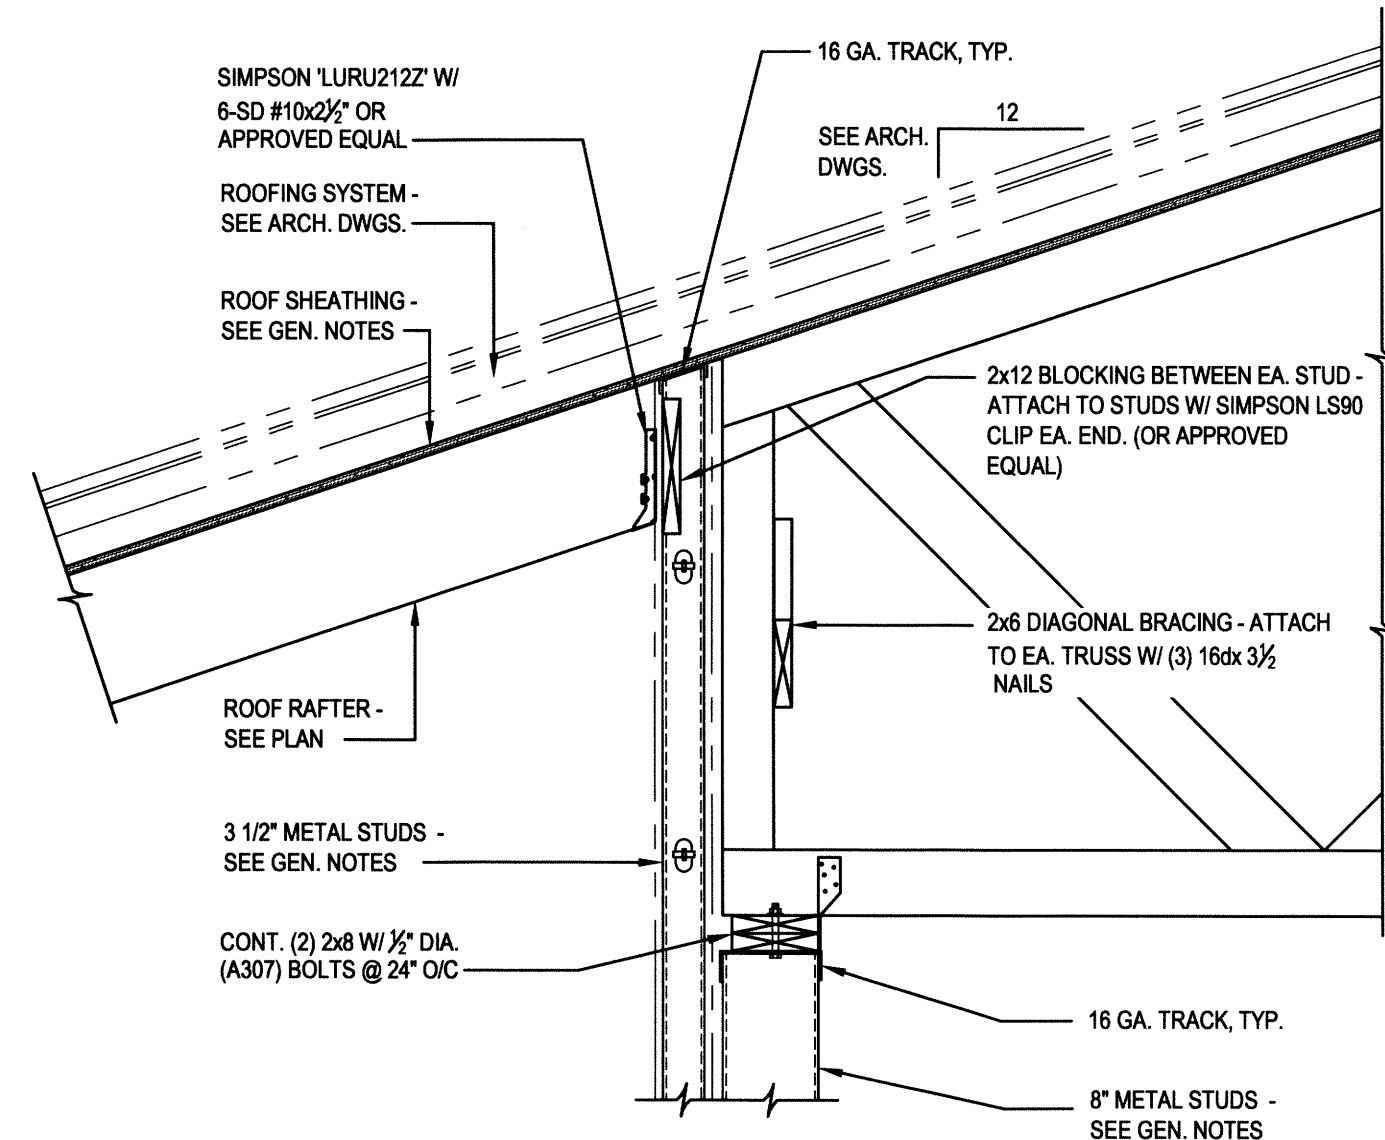 SIMPSON 'LURU212Z' W/
6-SD #10x2½" OR
APPROVED EQUAL
16 GA. TRACK, TYP.
12
SEE ARCH.
DWGS.
ROOFING SYSTEM -
SEE ARCH. DWGS.
ROOF SHEATHING -
SEE GEN. NOTES
2x12 BLOCKING BETWEEN EA. STUD -
ATTACH TO STUDS W/ SIMPSON LS90
CLIP EA. END. (OR APPROVED
EQUAL)
2x6 DIAGONAL BRACING - ATTACH
TO EA. TRUSS W/ (3) 16dx 3½
NAILS
ROOF RAFTER -
SEE PLAN
3 1/2" METAL STUDS -
SEE GEN. NOTES
CONT. (2) 2x8 W/ ½" DIA.
(A307) BOLTS @ 24" O/C
16 GA. TRACK, TYP.
8" METAL STUDS -
SEE GEN. NOTES